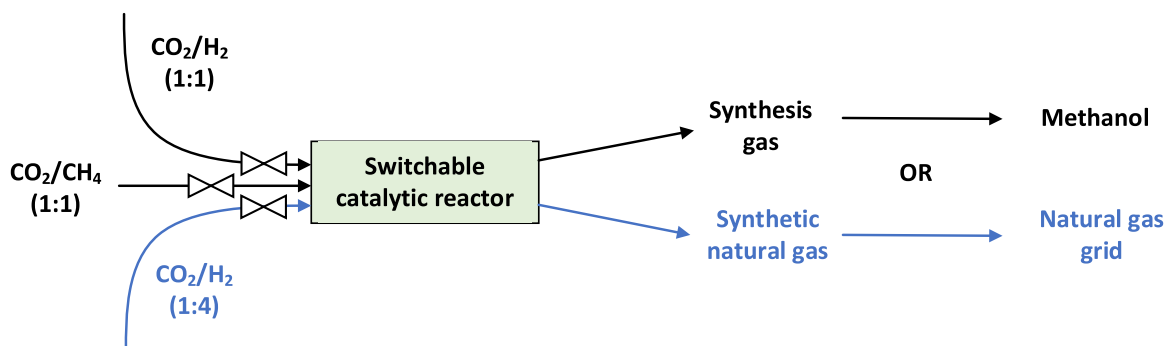 CO₂/H₂
(1:1)
CO₂/CH₄
(1:1)
CO₂/H₂
(1:4)
Switchable
catalytic reactor
Synthesis
gas
Methanol
OR
Synthetic
natural gas
Natural gas
grid